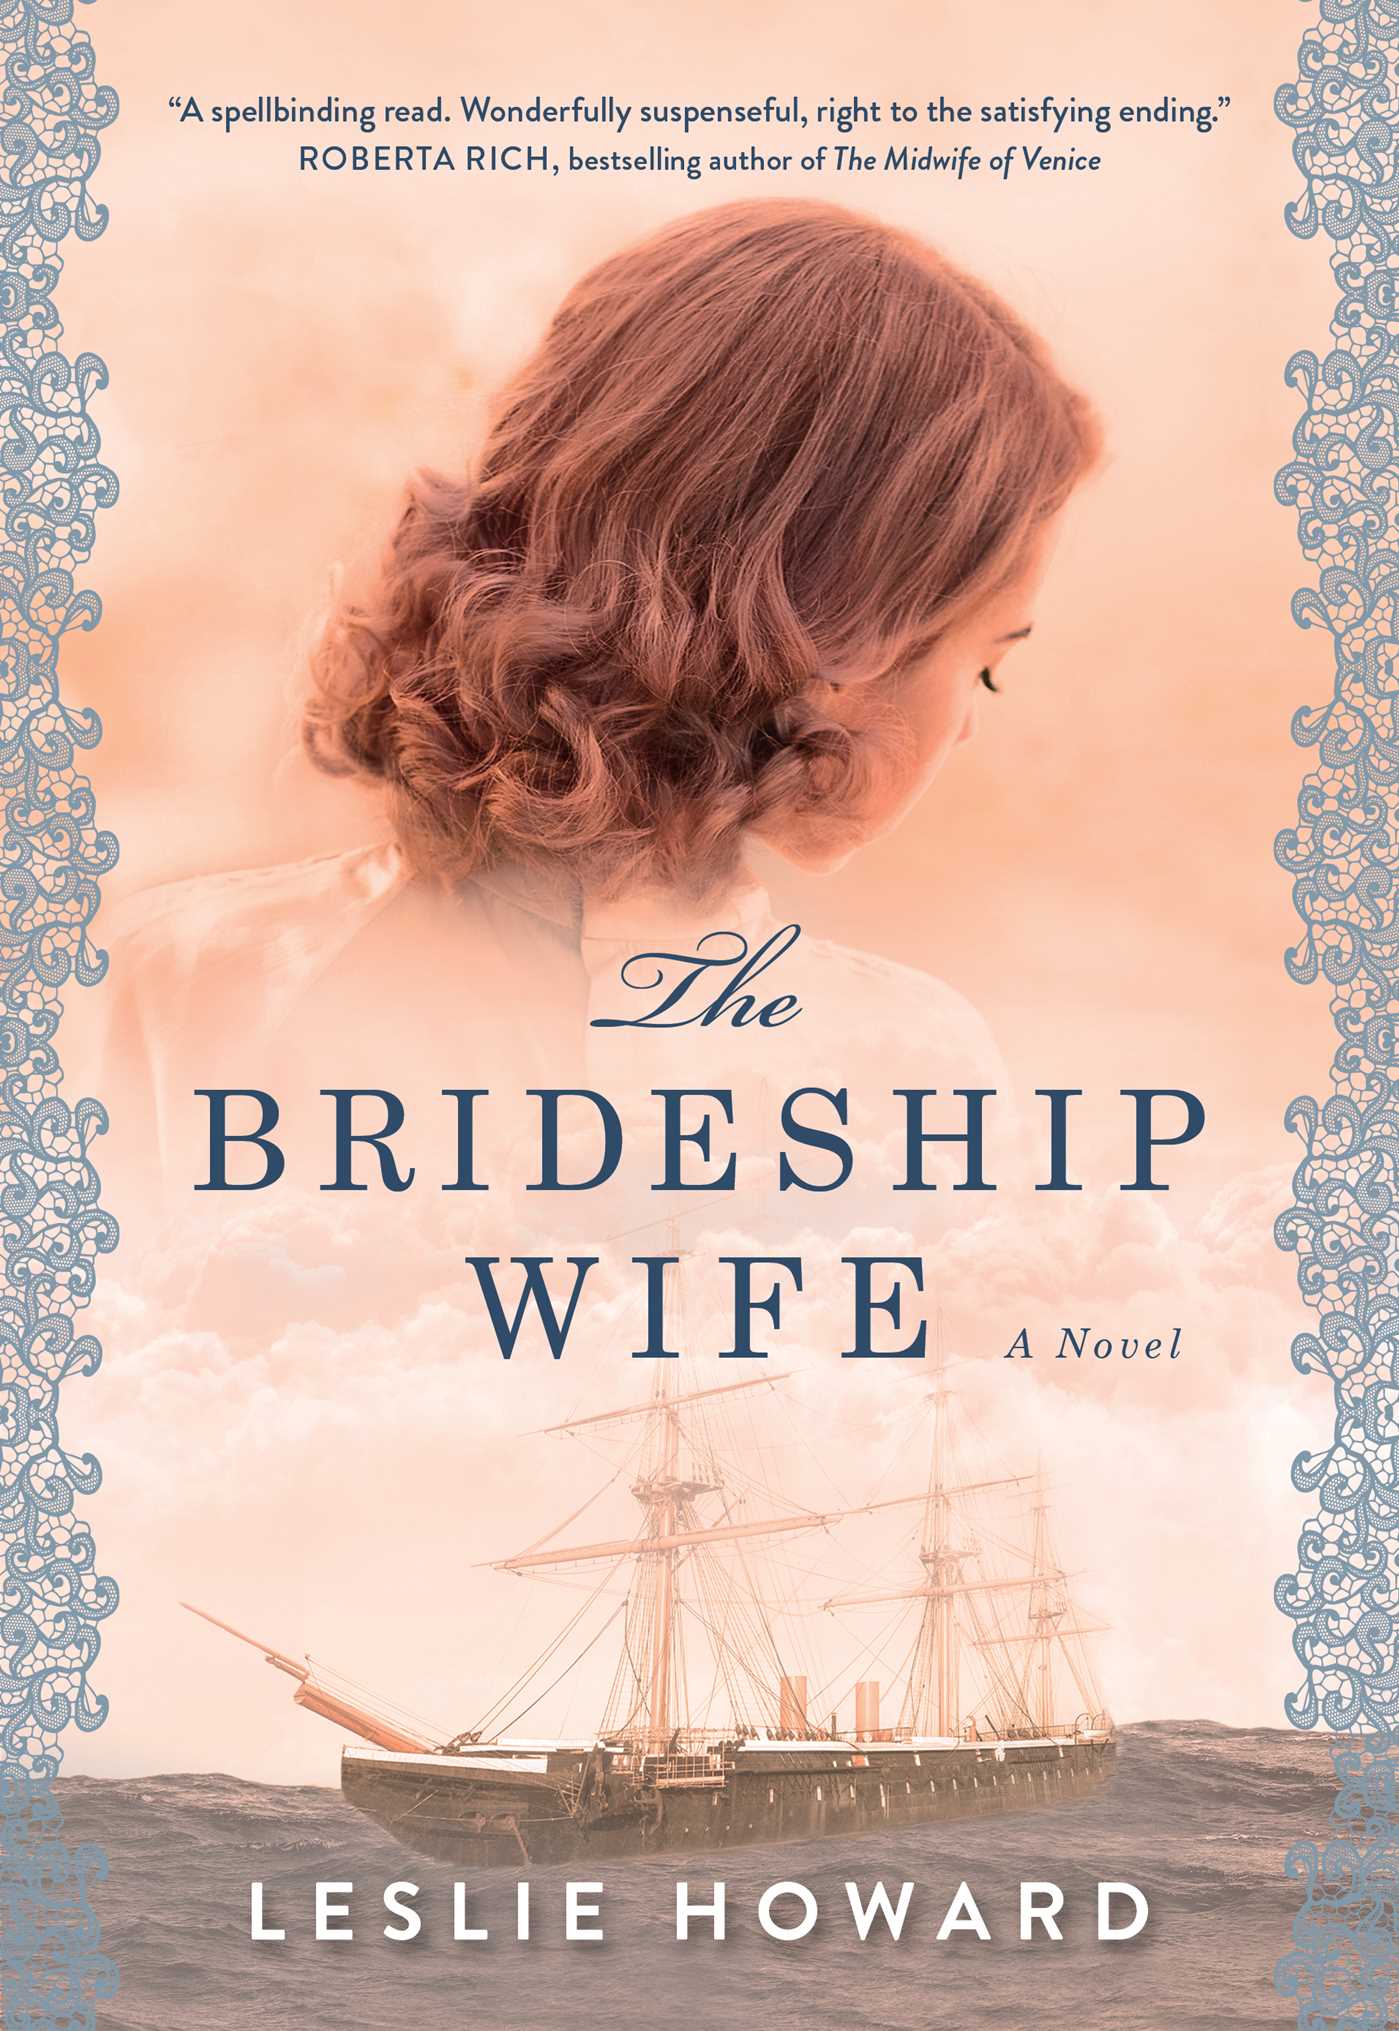 “A spellbinding read. Wonderfully suspenseful, right to the satisfying ending.”
ROBERTA RICH, bestselling author of The Midwife of Venice
The
BRIDESHIP
WIFE
A Novel
LESLIE HOWARD